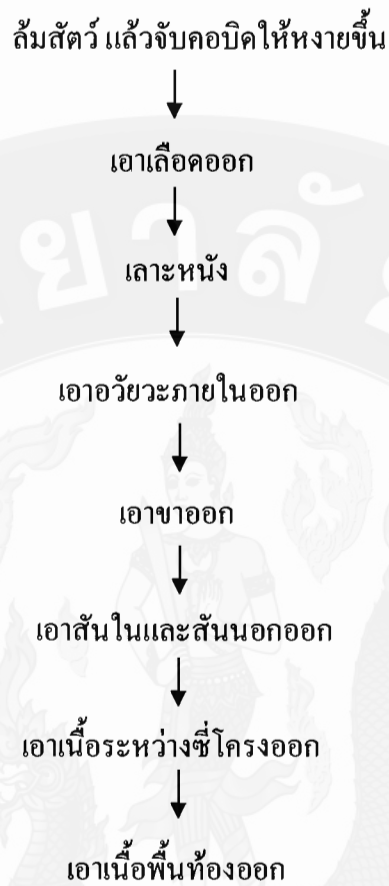 ล้มสัตว์ แล้วจับคอบิดให้หงายขึ้น
เอาเลือดออก
เลาะหนัง
เอาอวัยวะภายในออก
เอาขาออก
เอาสันในและสันนอกออก
เอาเนื้อระหว่างซี่โครงออก
เอาเนื้อพื้นท้องออก